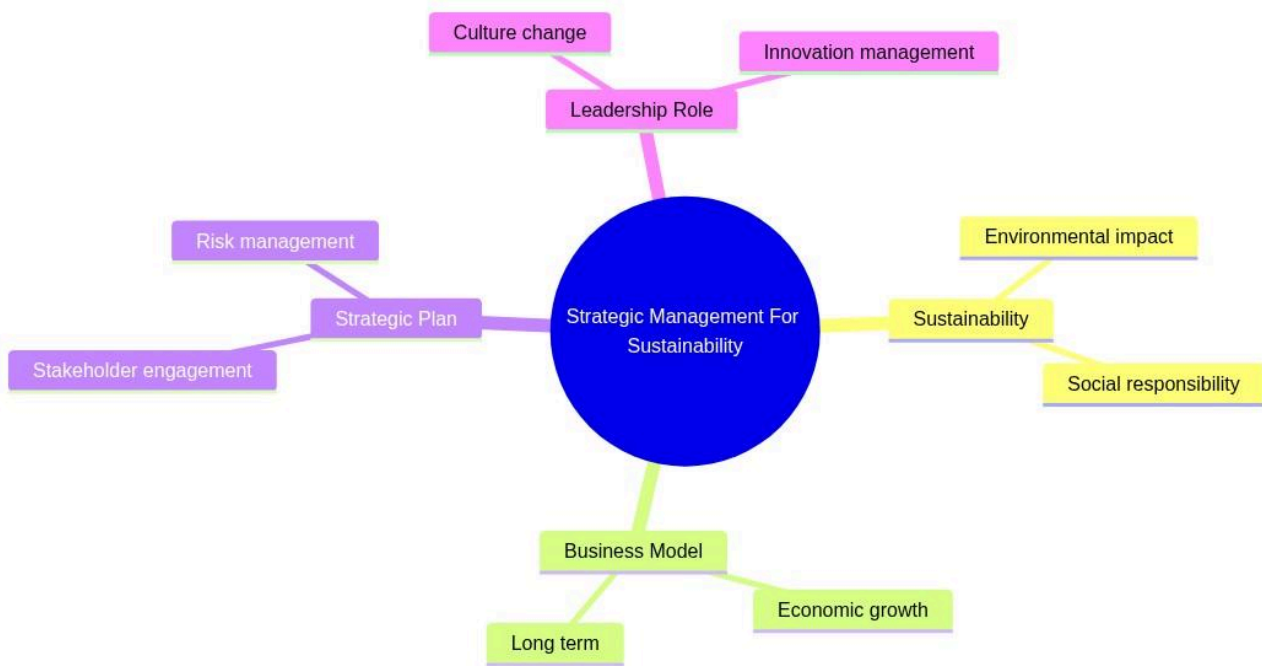 Culture change
Innovation management
Leadership Role
Risk management
Environmental impact
Strategic Plan
Strategic Management For
Sustainability
Sustainability
Stakeholder engagement
Social responsibility
Business Model
Economic growth
Long term